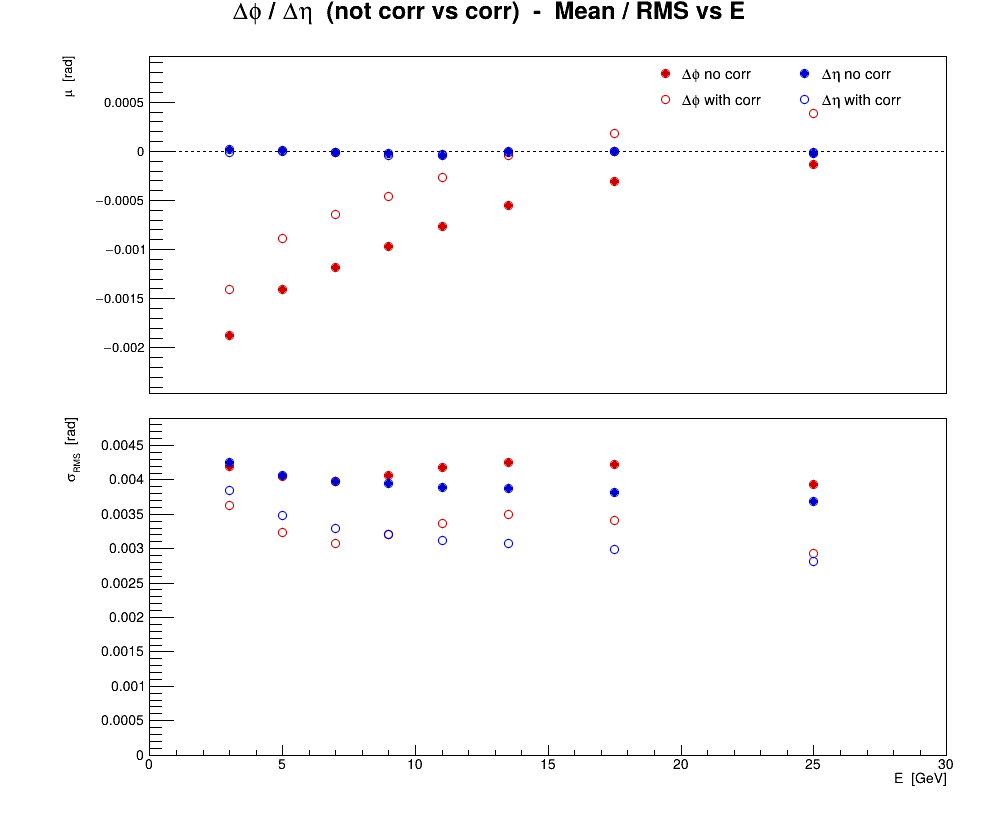 Δϕ / Δη (not corr vs corr) - Mean / RMS vs E
μ [rad]
Δϕ no corr
Δη no corr
Δϕ with corr
Δη with corr
0.0005
0
−0.0005
−0.001
−0.0015
−0.002
σRMS [rad]
0.0045
0.004
0.0035
0.003
0.0025
0.002
0.0015
0.001
0.0005
0
0 5 10 15 20 25 30
E [GeV]